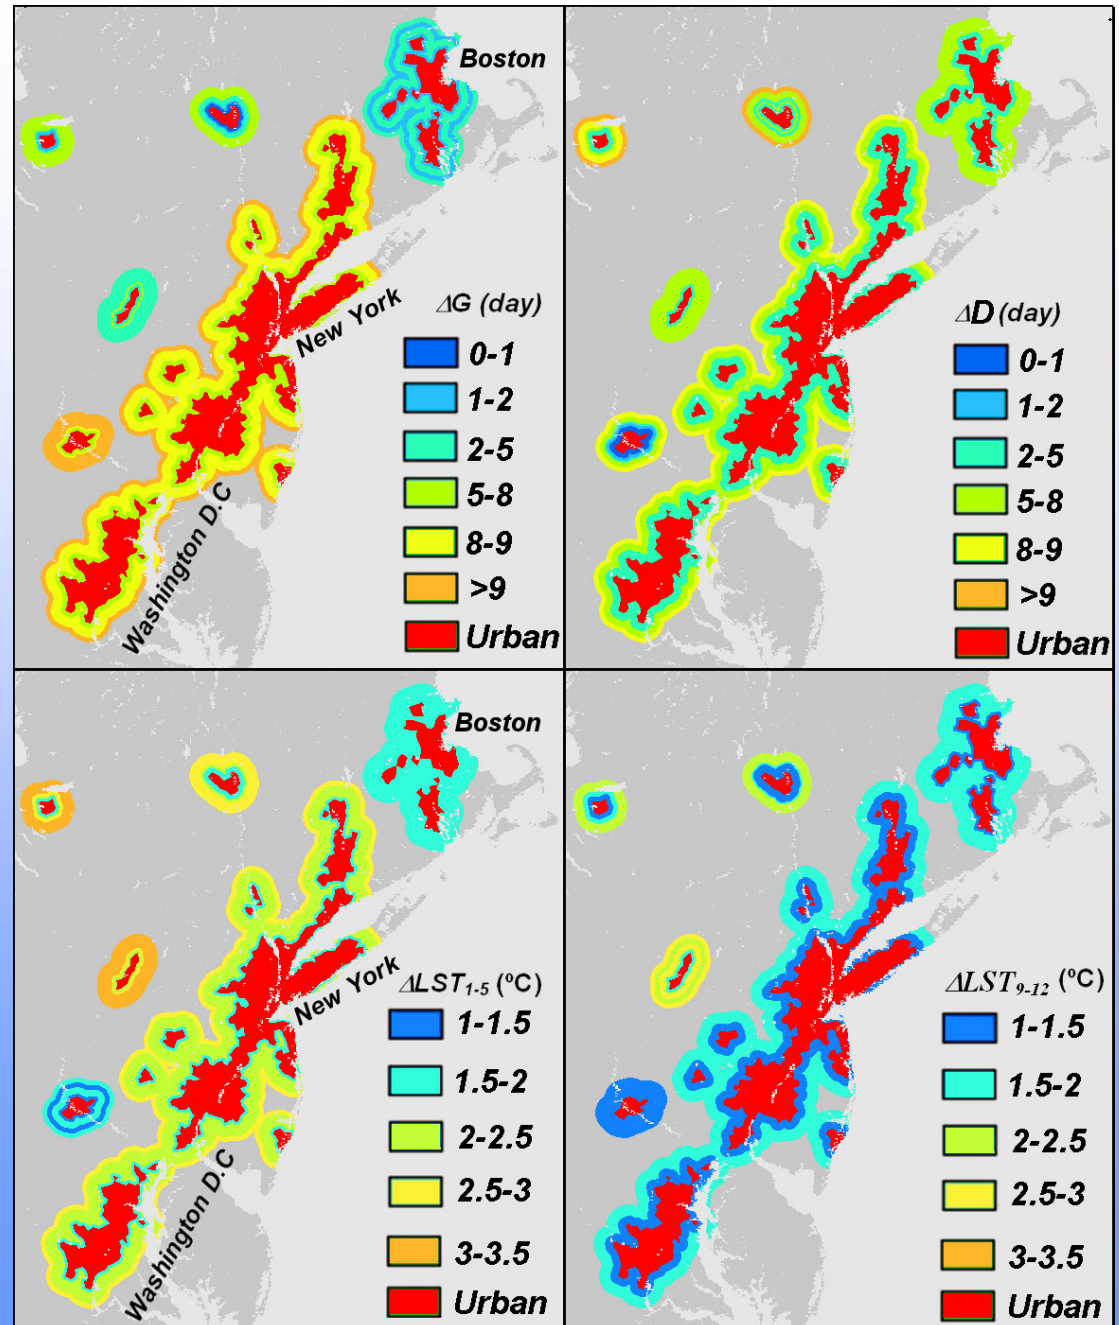 Boston
New York
Washington D.C
ΔG (day)
0-1
1-2
2-5
5-8
8-9
>9
Urban
ΔD (day)
0-1
1-2
2-5
5-8
8-9
>9
Urban
Boston
New York
Washington D.C
ΔLST1-5 (ºC)
1-1.5
1.5-2
2-2.5
2.5-3
3-3.5
Urban
ΔLST9-12 (ºC)
1-1.5
1.5-2
2-2.5
2.5-3
3-3.5
Urban